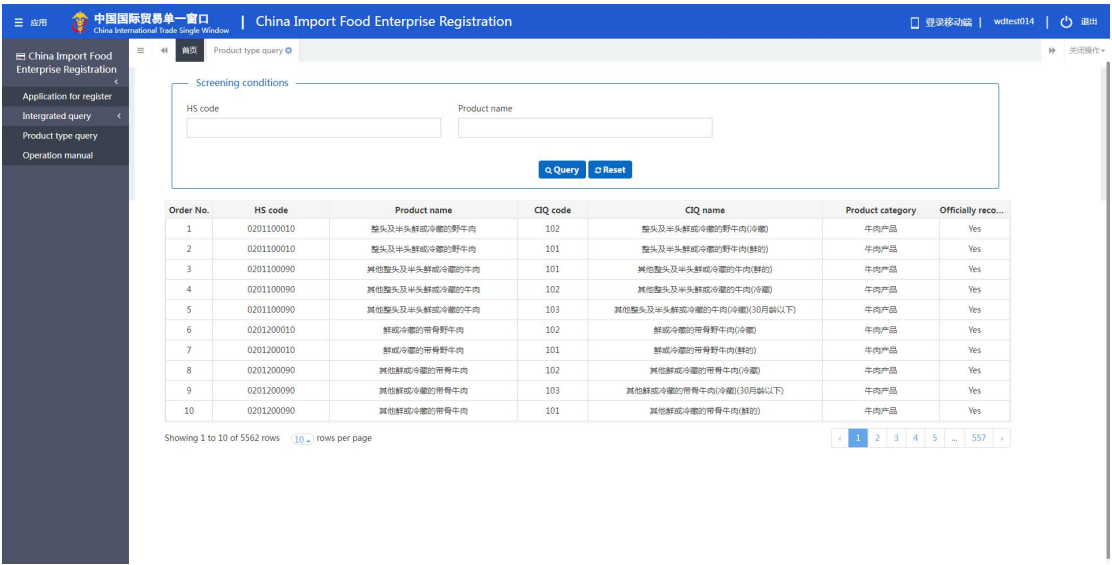 应用
中国国际贸易单一窗口
China International Trade Single Window
China Import Food Enterprise Registration
登录移动端
wdtest014
退出
China Import Food
Enterprise Registration
Application for register
Intergrated query
Product type query
Operation manual
首页
Product type query
关闭操作
Screening conditions
HS code
Product name
Query
Reset
Order No. HS code Product name CIQ code CIQ name Product category Officially reco...
1 0201100010 整头及半头鲜或冷藏的野牛肉 102 整头及半头鲜或冷藏的野牛肉(冷藏) 牛肉产品 Yes
2 0201100010 整头及半头鲜或冷藏的野牛肉 101 整头及半头鲜或冷藏的野牛肉(鲜的) 牛肉产品 Yes
3 0201100090 其他整头及半头鲜或冷藏的牛肉 101 其他整头及半头鲜或冷藏的牛肉(鲜的) 牛肉产品 Yes
4 0201100090 其他整头及半头鲜或冷藏的牛肉 102 其他整头及半头鲜或冷藏的牛肉(冷藏) 牛肉产品 Yes
5 0201100090 其他整头及半头鲜或冷藏的牛肉 103 其他整头及半头鲜或冷藏的牛肉(冷藏)(30月龄以下) 牛肉产品 Yes
6 0201200010 鲜或冷藏的带骨野牛肉 102 鲜或冷藏的带骨野牛肉(冷藏) 牛肉产品 Yes
7 0201200010 鲜或冷藏的带骨野牛肉 101 鲜或冷藏的带骨野牛肉(鲜的) 牛肉产品 Yes
8 0201200090 其他鲜或冷藏的带骨牛肉 102 其他鲜或冷藏的带骨牛肉(冷藏) 牛肉产品 Yes
9 0201200090 其他鲜或冷藏的带骨牛肉 103 其他鲜或冷藏的带骨牛肉(冷藏)(30月龄以下) 牛肉产品 Yes
10 0201200090 其他鲜或冷藏的带骨牛肉 101 其他鲜或冷藏的带骨牛肉(鲜的) 牛肉产品 Yes
Showing 1 to 10 of 5562 rows 10 rows per page
‹ 1 2 3 4 5 ... 557 ›